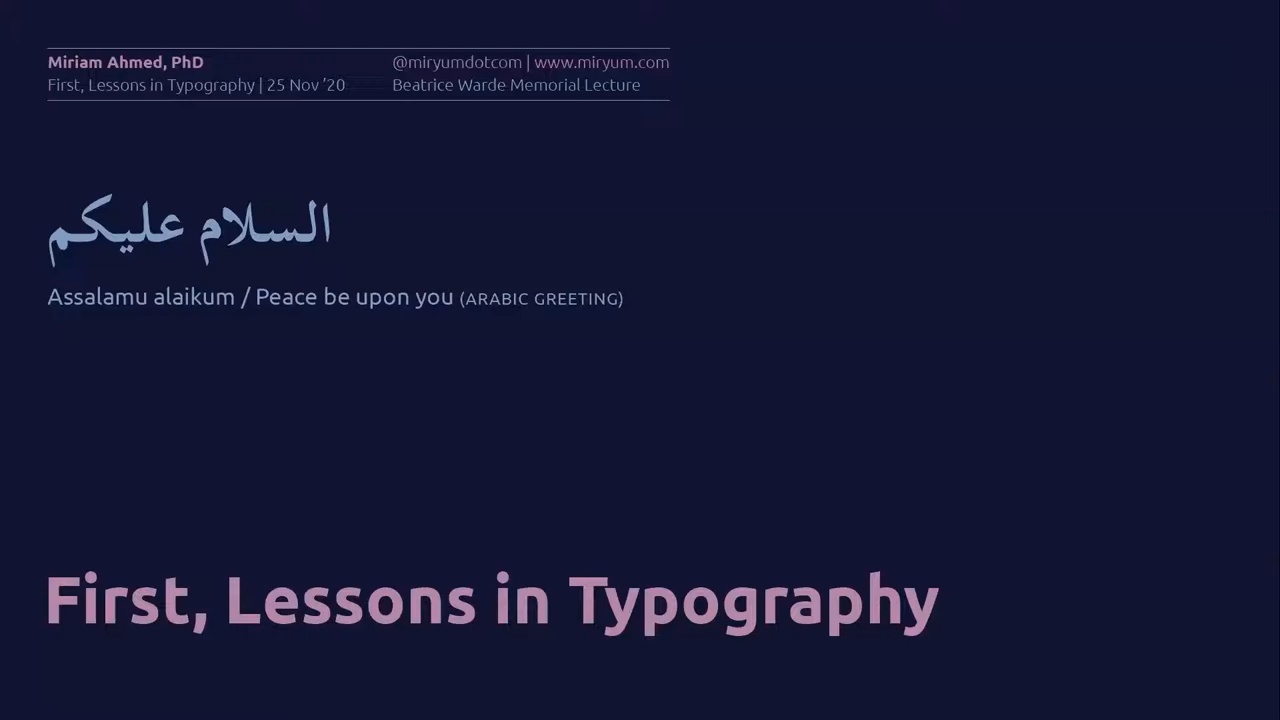 Miriam Ahmed, PhD
First, Lessons in Typography | 25 Nov ’20
@miryumdotcom | www.miryum.com
Beatrice Warde Memorial Lecture
السلام عليكم
Assalamu alaikum / Peace be upon you (ARABIC GREETING)
First, Lessons in Typography